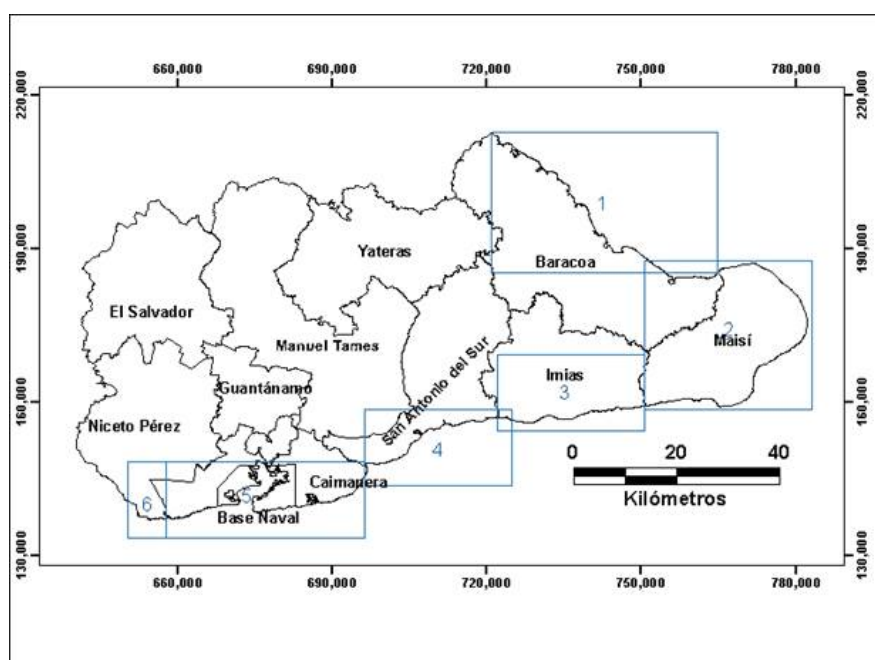 660,000 690,000 720,000 750,000 780,000
220,000 220,000
1
190,000 Yateras Baracoa 190,000
El Salvador
2
Manuel Tames Maisí
San Antonio del Sur
Imias
Guantánamo 3
160,000 160,000
Niceto Pérez
4
0 20 40
Caimanera
Kilómetros
6 5
Base Naval
130,000 130,000
660,000 690,000 720,000 750,000 780,000